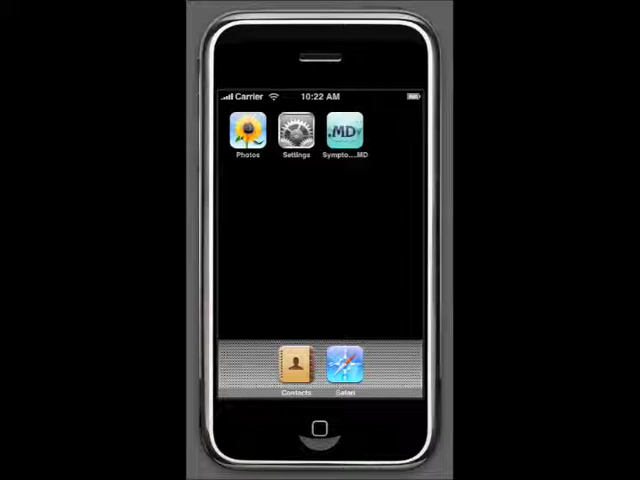 Carrier 10:22 AM
.MD
Photos Settings Sympto....MD
Contacts Safari